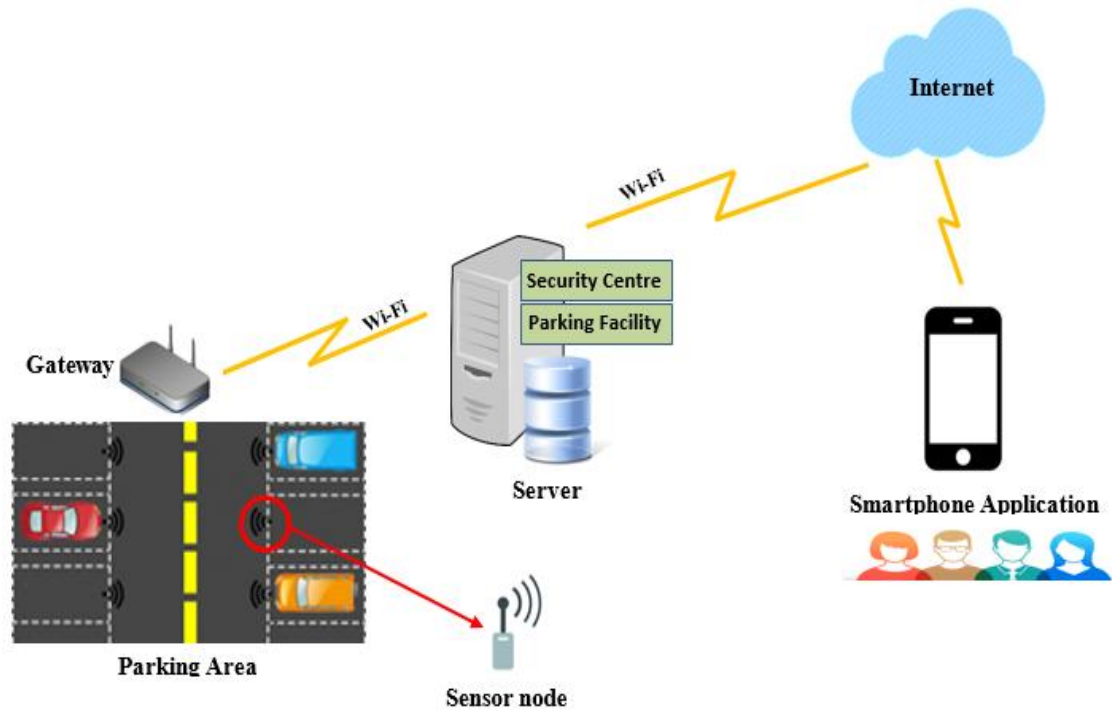 Internet
Wi-Fi
Security Centre
Parking Facility
Wi-Fi
Gateway
Server
Smartphone Application
Parking Area
Sensor node